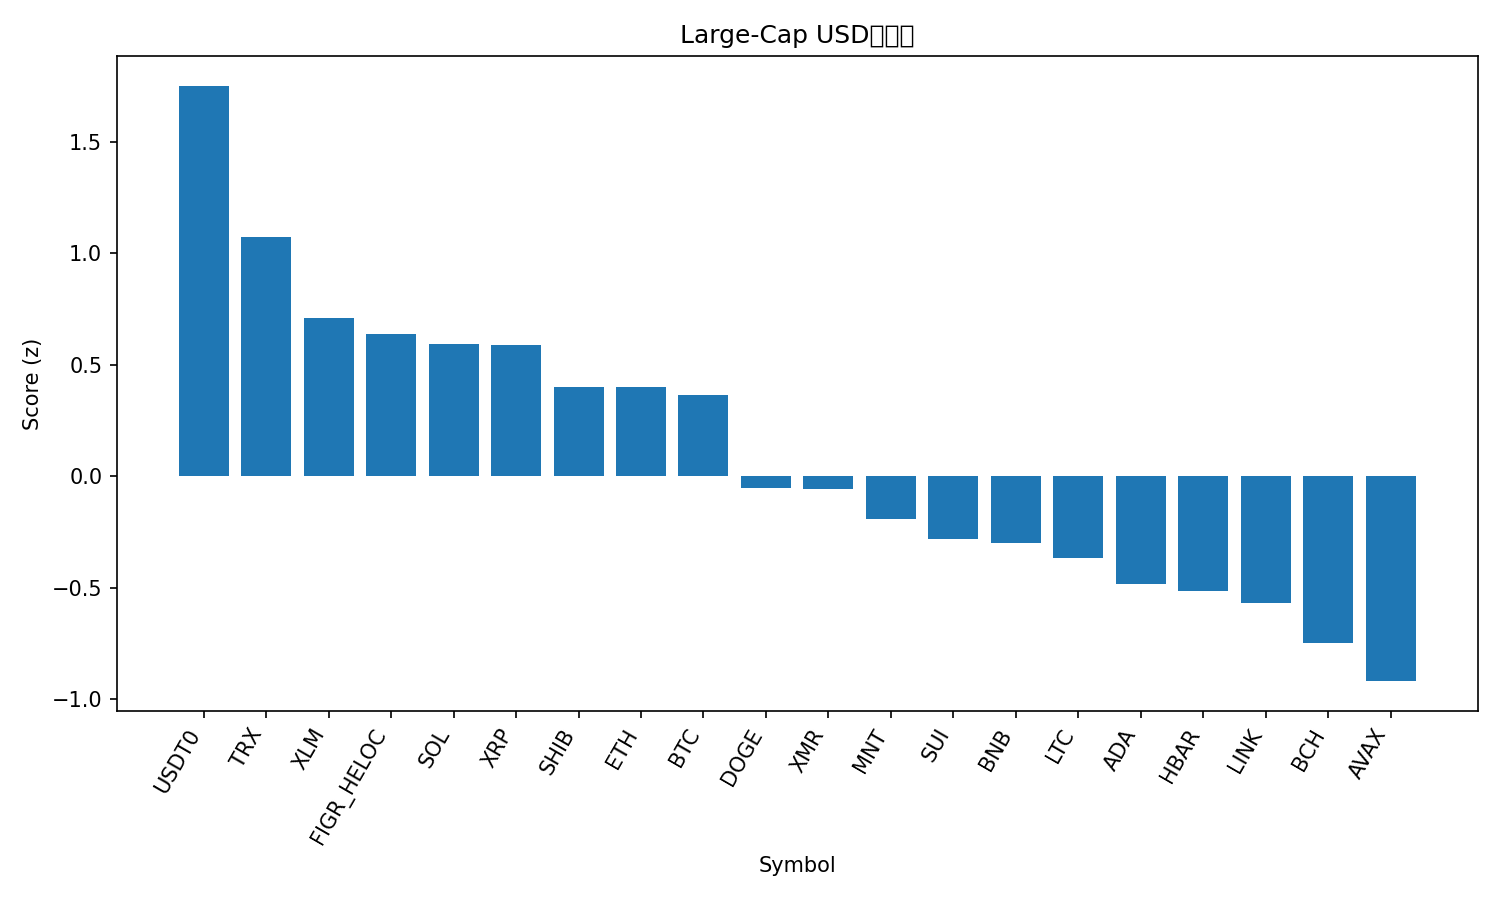 Large-Cap USD
Score (z)
1.5
1.0
0.5
0.0
−0.5
−1.0
USDT0
TRX
XLM
FIGR_HELOC
SOL
XRP
SHIB
ETH
BTC
DOGE
XMR
MNT
SUI
BNB
LTC
ADA
HBAR
LINK
BCH
AVAX
Symbol